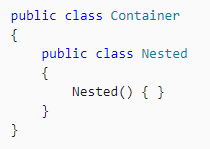 public class Container
{
    public class Nested
    {
        Nested() { }
    }
}